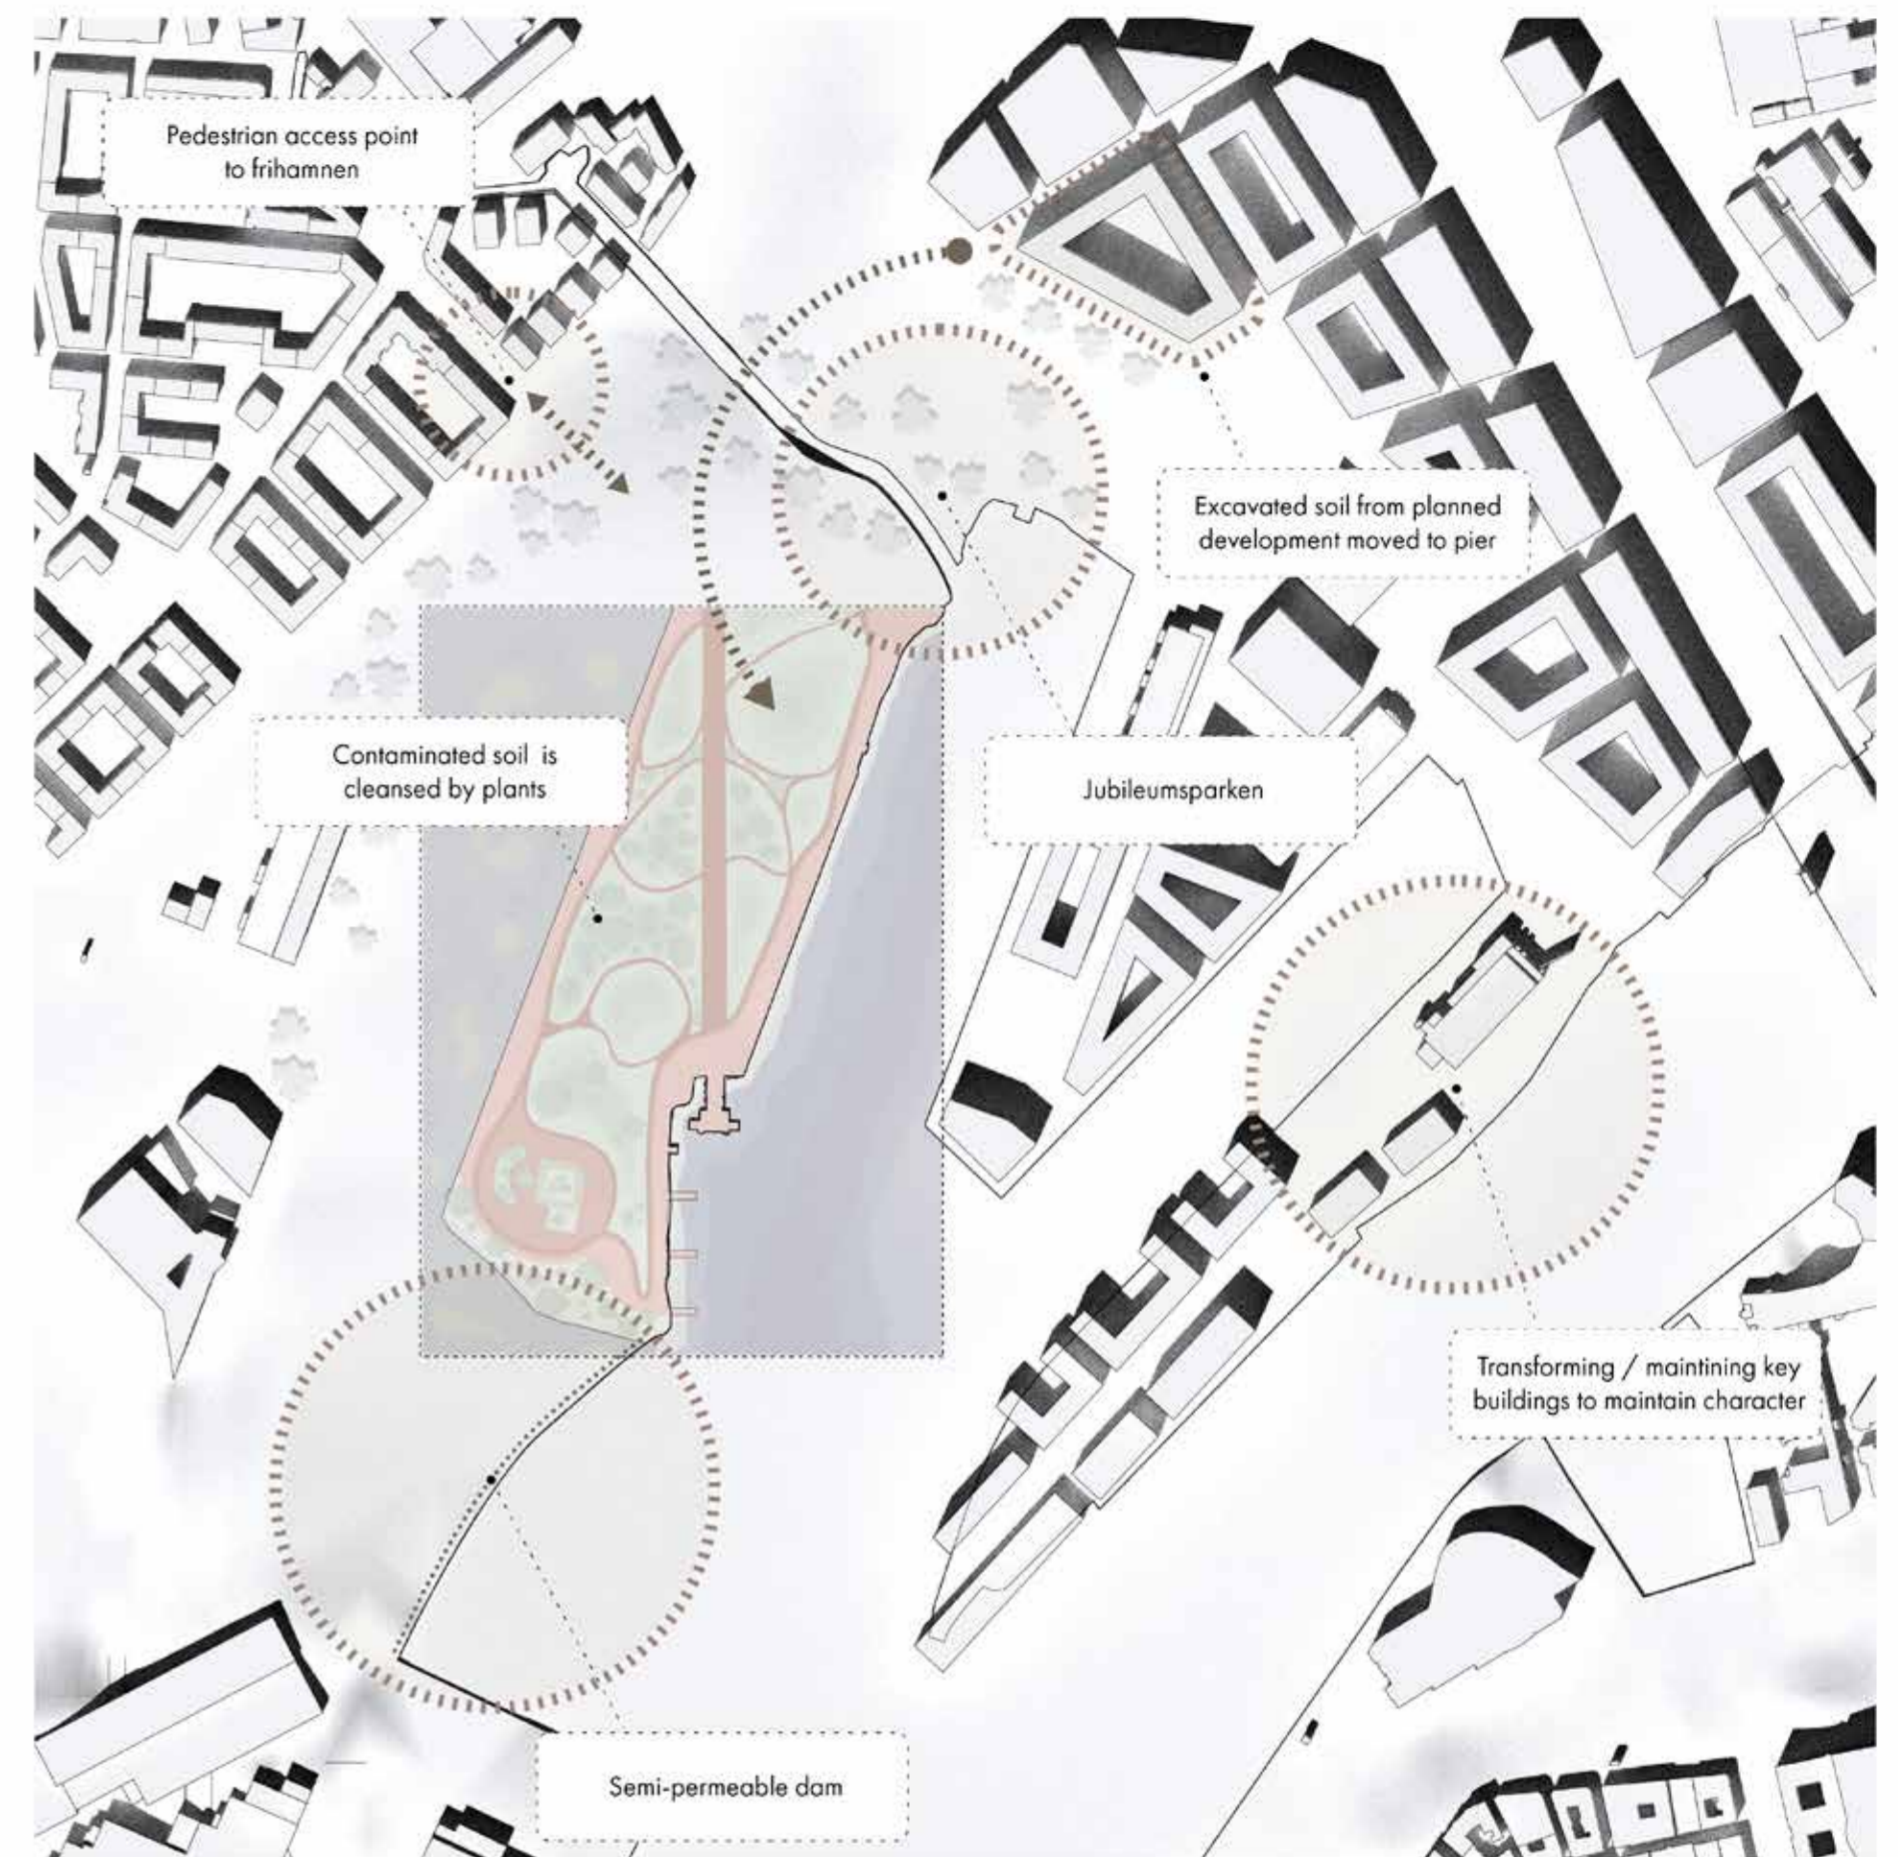 Pedestrian access point
to frihamnen
Excavated soil from planned
development moved to pier
Contaminated soil is
cleansed by plants
Jubileumsparken
Transforming / maintining key
buildings to maintain character
Semi-permeable dam